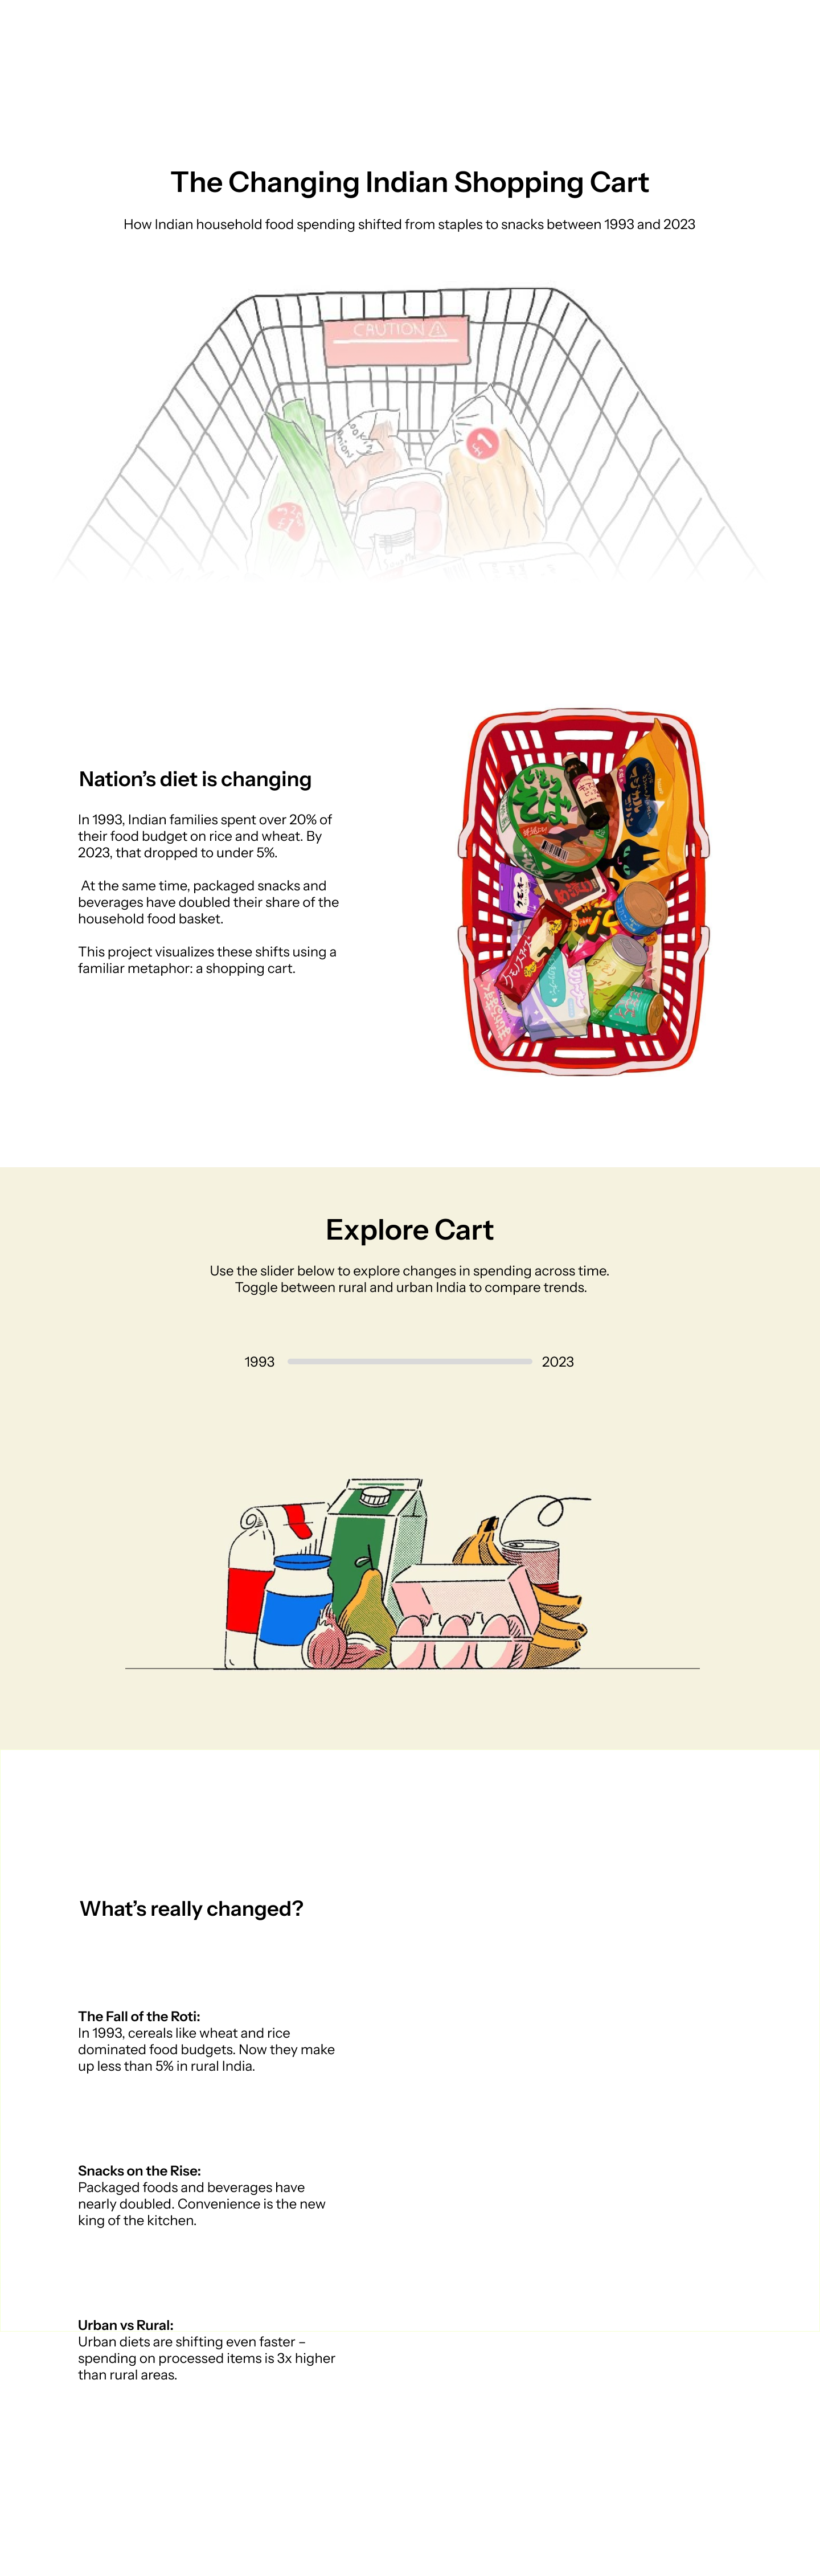 The Changing Indian Shopping Cart
How Indian household food spending shifted from staples to snacks between 1993 and 2023
CAUTION
Nation’s diet is changing
In 1993, Indian families spent over 20% of
their food budget on rice and wheat. By
2023, that dropped to under 5%.
At the same time, packaged snacks and
beverages have doubled their share of the
household food basket.
This project visualizes these shifts using a
familiar metaphor: a shopping cart.
Explore Cart
Use the slider below to explore changes in spending across time.
Toggle between rural and urban India to compare trends.
1993 2023
What’s really changed?
The Fall of the Roti:
In 1993, cereals like wheat and rice
dominated food budgets. Now they make
up less than 5% in rural India.
Snacks on the Rise:
Packaged foods and beverages have
nearly doubled. Convenience is the new
king of the kitchen.
Urban vs Rural:
Urban diets are shifting even faster –
spending on processed items is 3x higher
than rural areas.